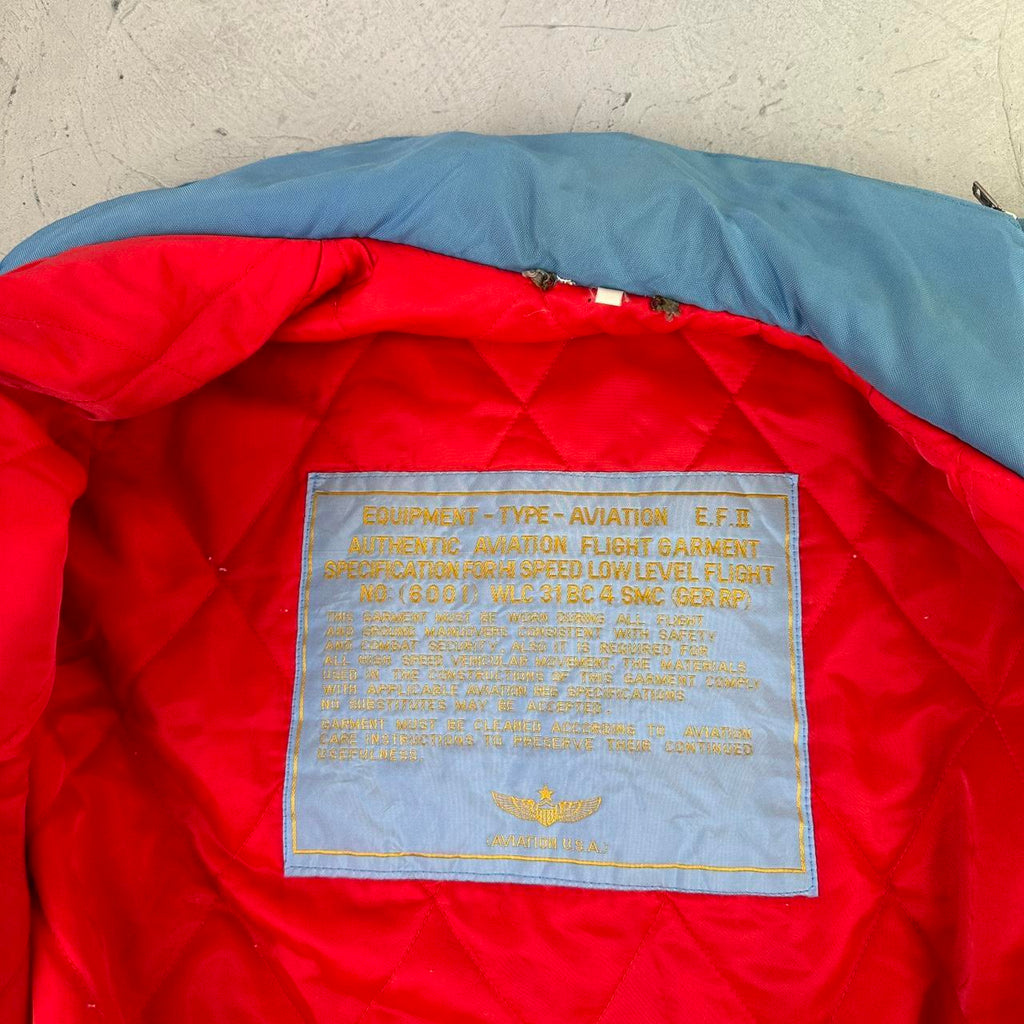 EQUIPMENT - TYPE - AVIATION E.F.II
AUTHENTIC AVIATION FLIGHT GARMENT
SPECIFICATION FOR HI SPEED LOW LEVEL FLIGHT
NO. (6001) WLC 31 BC 4 SMC (GER RP)
THIS GARMENT MUST BE WORN DURING ALL FLIGHT
AND GROUND MANUOVERS CONSISTENT WITH SAFETY
AND COMBAT SECURITY. ALSO IT IS REQUIRED FOR
ALL HIGH SPEED VEHICULAR MOVEMENT. THE MATERIALS
USED IN THE CONSTRUCTIONS OF THIS GARMENT COMPLY
WITH APPLICABLE AVIATION REG SPECIFICATIONS
NO SUBSTITUTES MAY BE ACCEPTED.
GARMENT MUST BE CLEANED ACCORDING TO AVIATION
CARE INSTRUCTIONS TO PRESERVE THEIR CONTINUED
USEFULNESS.
(AVIATION U.S.A.)